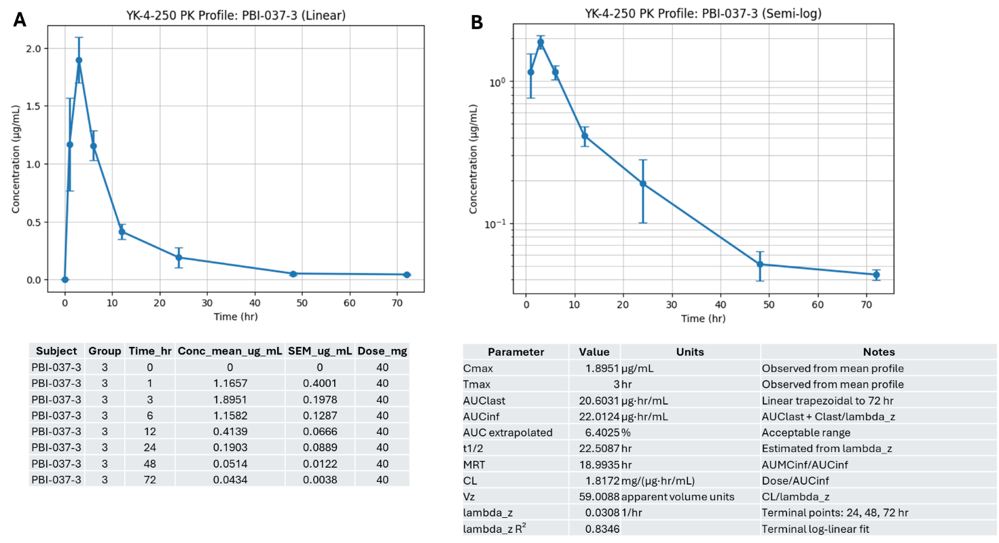 A
YK-4-250 PK Profile: PBI-037-3 (Linear)
Concentration (µg/mL)
2.0
1.5
1.0
0.5
0.0
0 10 20 30 40 50 60 70
Time (hr)
B
YK-4-250 PK Profile: PBI-037-3 (Semi-log)
Concentration (µg/mL)
10⁰
10⁻¹
0 10 20 30 40 50 60 70
Time (hr)
Subject Group Time_hr Conc_mean_ug_mL SEM_ug_mL Dose_mg
PBI-037-3 3 0 0 0 40
PBI-037-3 3 1 1.1657 0.4001 40
PBI-037-3 3 3 1.8951 0.1978 40
PBI-037-3 3 6 1.1582 0.1287 40
PBI-037-3 3 12 0.4139 0.0666 40
PBI-037-3 3 24 0.1903 0.0889 40
PBI-037-3 3 48 0.0514 0.0122 40
PBI-037-3 3 72 0.0434 0.0038 40
Parameter Value Units Notes
Cmax 1.8951 µg/mL Observed from mean profile
Tmax 3 hr Observed from mean profile
AUClast 20.6031 µg·hr/mL Linear trapezoidal to 72 hr
AUCinf 22.0124 µg·hr/mL AUClast + Clast/lambda_z
AUC extrapolated 6.4025 % Acceptable range
t1/2 22.5087 hr Estimated from lambda_z
MRT 18.9935 hr AUMCinf/AUCinf
CL 1.8172 mg/(µg·hr/mL) Dose/AUCinf
Vz 59.0088 apparent volume units CL/lambda_z
lambda_z 0.0308 1/hr Terminal points: 24, 48, 72 hr
lambda_z R² 0.8346 Terminal log-linear fit